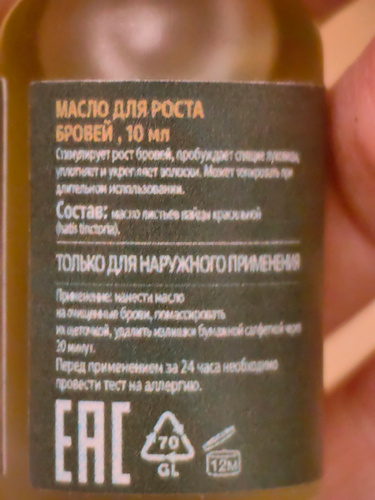 МАСЛО ДЛЯ РОСТА
БРОВЕЙ , 10 мл
Стимулирует рост бровей, пробуждает спящие луковицы,
уплотняет и укрепляет волоски. Может тонировать при
длительном использовании.
Состав: масло листьев вайды красильной
(Isatis tinctoria).
ТОЛЬКО ДЛЯ НАРУЖНОГО ПРИМЕНЕНИЯ
Применение: нанести масло
на очищенные брови, помассировать
их щеточкой, удалить излишки бумажной салфеткой через
20 минут.
Перед применением за 24 часа необходимо
провести тест на аллергию.
EAC
70
GL
12M